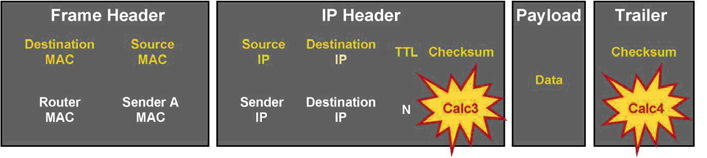 Frame Header
Destination MAC
Source MAC
Router MAC
Sender A MAC
IP Header
Source IP
Destination IP
TTL
Checksum
Sender IP
Destination IP
N
Calc3
Payload
Data
Trailer
Checksum
Calc4